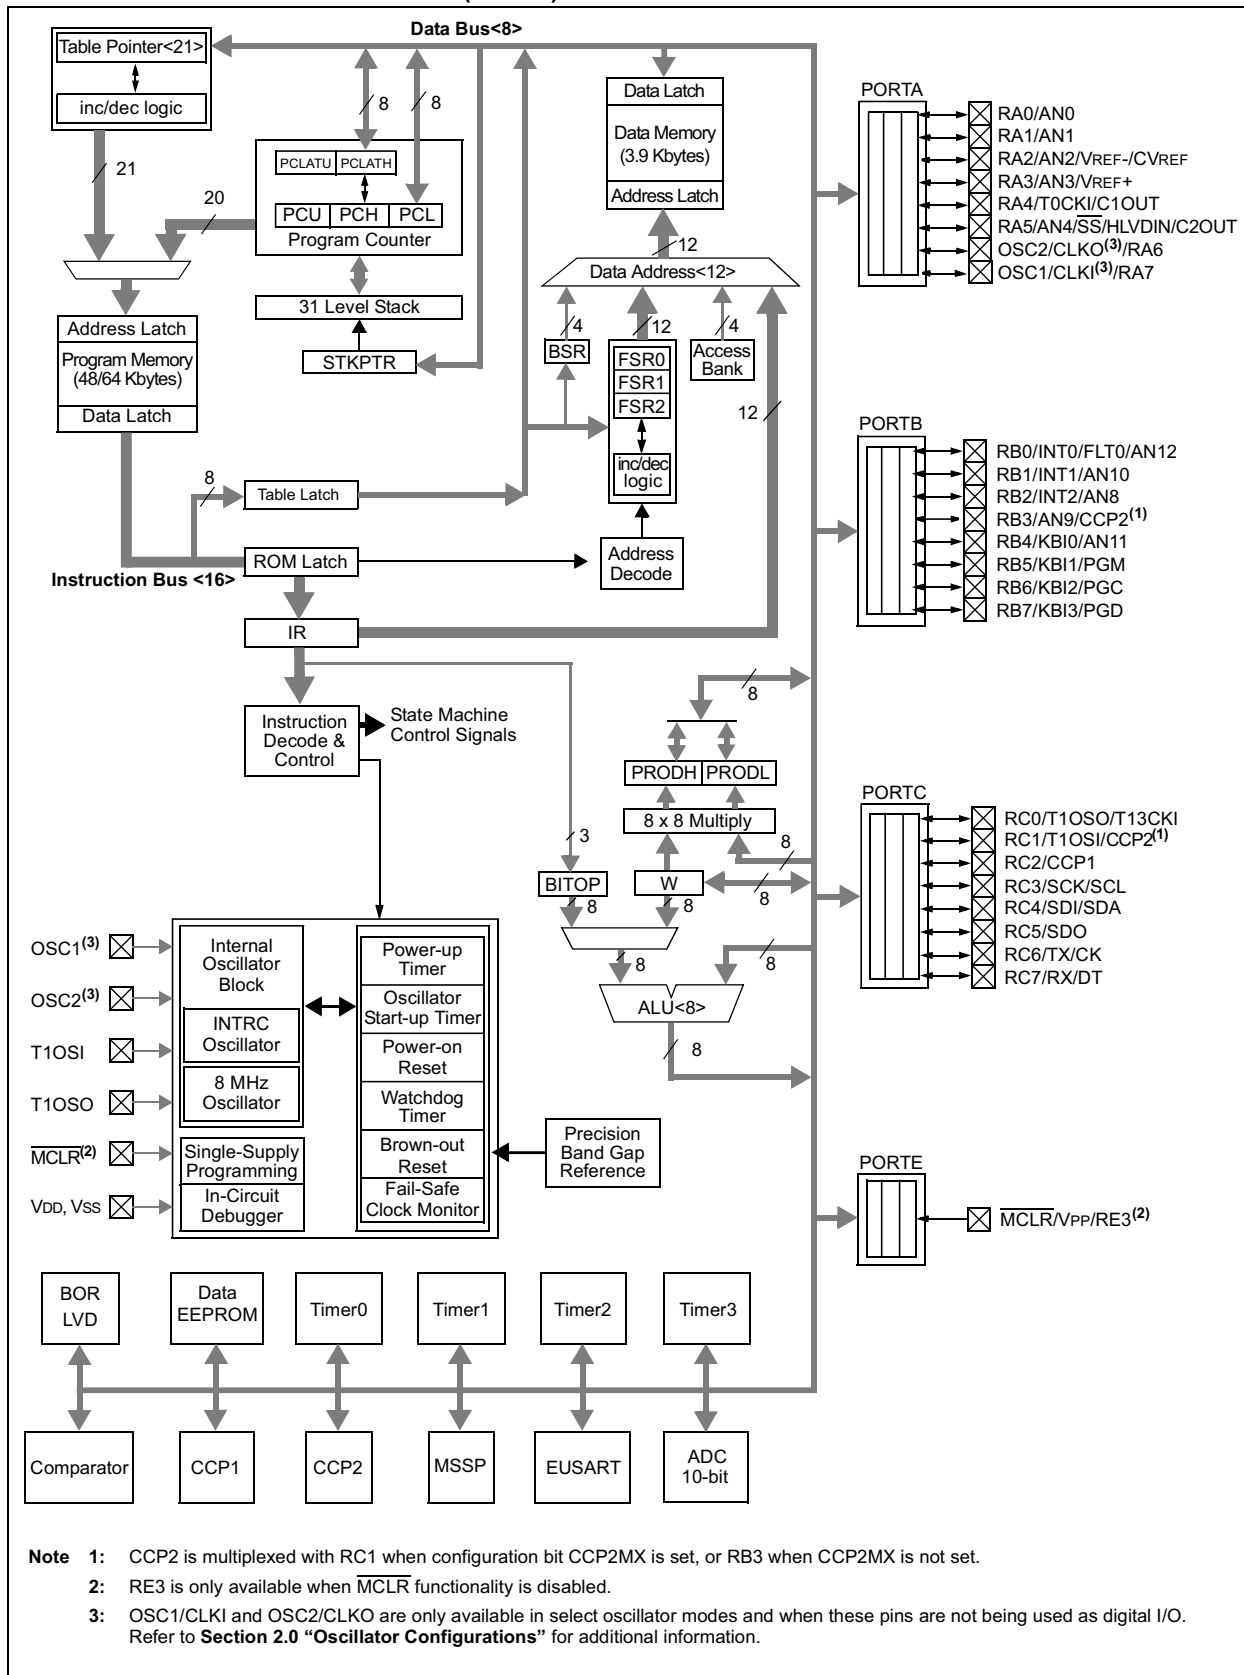 Data Bus<8>
Table Pointer<21>
inc/dec logic
21
20
8
8
PCLATU PCLATH
PCU PCH PCL
Program Counter
31 Level Stack
STKPTR
Data Latch
Data Memory
(3.9 Kbytes)
Address Latch
12
Data Address<12>
4
12
4
BSR
FSR0
FSR1
FSR2
inc/dec
logic
Access
Bank
12
Address Latch
Program Memory
(48/64 Kbytes)
Data Latch
8
Table Latch
ROM Latch
Instruction Bus <16>
Address
Decode
IR
Instruction
Decode &
Control
State Machine
Control Signals
8
PRODH PRODL
8 x 8 Multiply
8
3
BITOP
W
8
8
8
8
8
ALU<8>
8
OSC1(3)
OSC2(3)
T1OSI
T1OSO
MCLR(2)
VDD, VSS
Internal
Oscillator
Block
INTRC
Oscillator
8 MHz
Oscillator
Single-Supply
Programming
In-Circuit
Debugger
Power-up
Timer
Oscillator
Start-up Timer
Power-on
Reset
Watchdog
Timer
Brown-out
Reset
Fail-Safe
Clock Monitor
Precision
Band Gap
Reference
PORTA
RA0/AN0
RA1/AN1
RA2/AN2/VREF-/CVREF
RA3/AN3/VREF+
RA4/T0CKI/C1OUT
RA5/AN4/SS/HLVDIN/C2OUT
OSC2/CLKO(3)/RA6
OSC1/CLKI(3)/RA7
PORTB
RB0/INT0/FLT0/AN12
RB1/INT1/AN10
RB2/INT2/AN8
RB3/AN9/CCP2(1)
RB4/KBI0/AN11
RB5/KBI1/PGM
RB6/KBI2/PGC
RB7/KBI3/PGD
PORTC
RC0/T1OSO/T13CKI
RC1/T1OSI/CCP2(1)
RC2/CCP1
RC3/SCK/SCL
RC4/SDI/SDA
RC5/SDO
RC6/TX/CK
RC7/RX/DT
PORTE
MCLR/VPP/RE3(2)
BOR
LVD
Data
EEPROM
Timer0
Timer1
Timer2
Timer3
Comparator
CCP1
CCP2
MSSP
EUSART
ADC
10-bit
Note 1: CCP2 is multiplexed with RC1 when configuration bit CCP2MX is set, or RB3 when CCP2MX is not set.
2: RE3 is only available when MCLR functionality is disabled.
3: OSC1/CLKI and OSC2/CLKO are only available in select oscillator modes and when these pins are not being used as digital I/O.
Refer to Section 2.0 “Oscillator Configurations” for additional information.